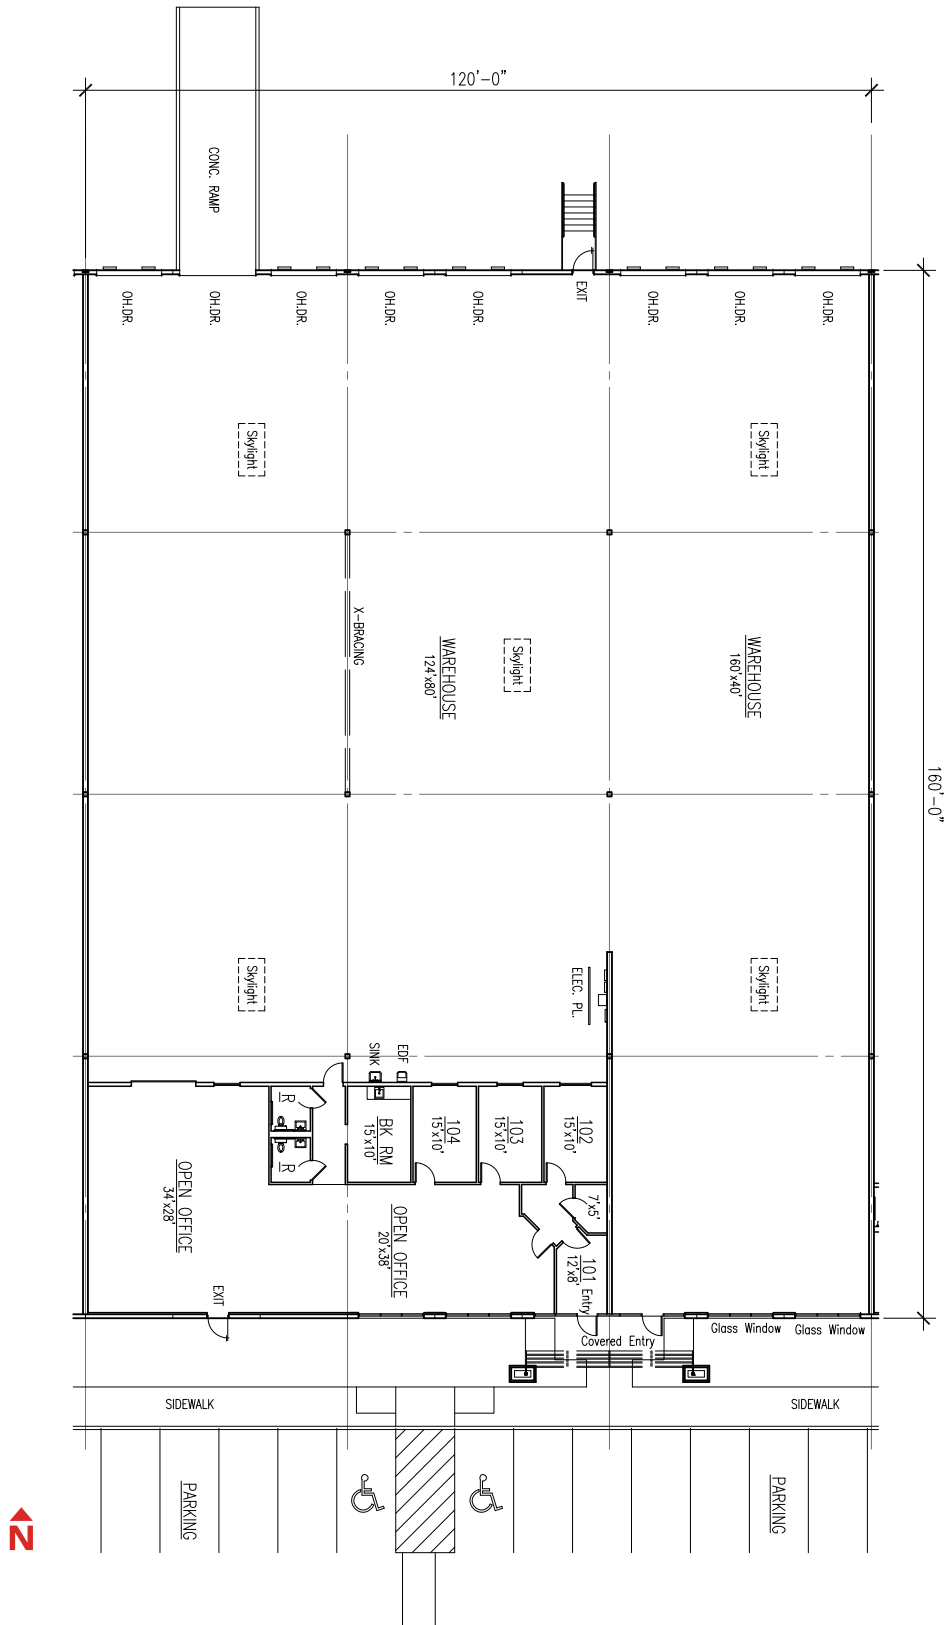 120'-0"
CONC. RAMP
EXIT
OH.DR.
OH.DR.
OH.DR.
OH.DR.
OH.DR.
OH.DR.
OH.DR.
OH.DR.
Skylight
Skylight
X-BRACING
WAREHOUSE
124'x80'
Skylight
WAREHOUSE
160'x40'
160'-0"
Skylight
Skylight
ELEC. PL.
SINK
EDF
R
R
BK RM
15'x10'
104
15'x10'
103
15'x10'
102
15'x10'
7'x5'
OPEN OFFICE
34'x28'
OPEN OFFICE
20'x38'
101
12'x8'
Entry
EXIT
Covered Entry
Glass Window
Glass Window
SIDEWALK
SIDEWALK
PARKING
PARKING
N